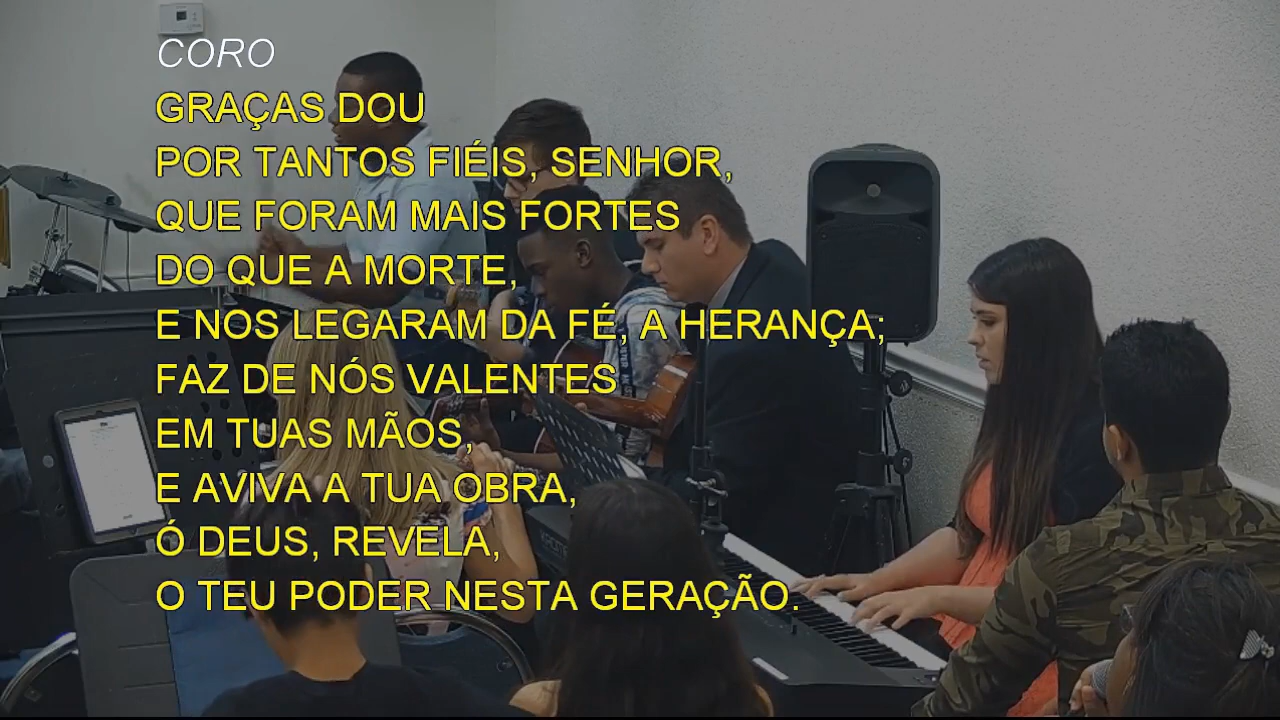 CORO
GRAÇAS DOU
POR TANTOS FIÉIS, SENHOR,
QUE FORAM MAIS FORTES
DO QUE A MORTE,
E NOS LEGARAM DA FÉ, A HERANÇA;
FAZ DE NÓS VALENTES
EM TUAS MÃOS,
E AVIVA A TUA OBRA,
Ó DEUS, REVELA,
O TEU PODER NESTA GERAÇÃO.